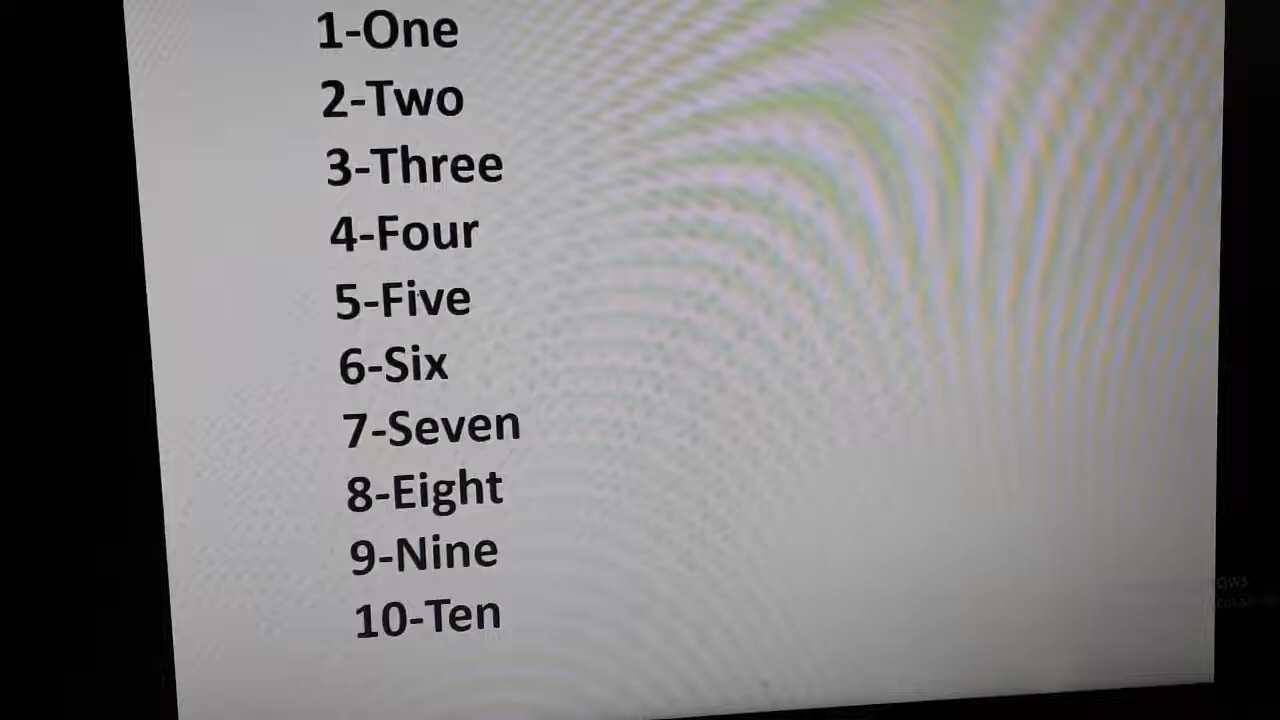 1-One
2-Two
3-Three
4-Four
5-Five
6-Six
7-Seven
8-Eight
9-Nine
10-Ten